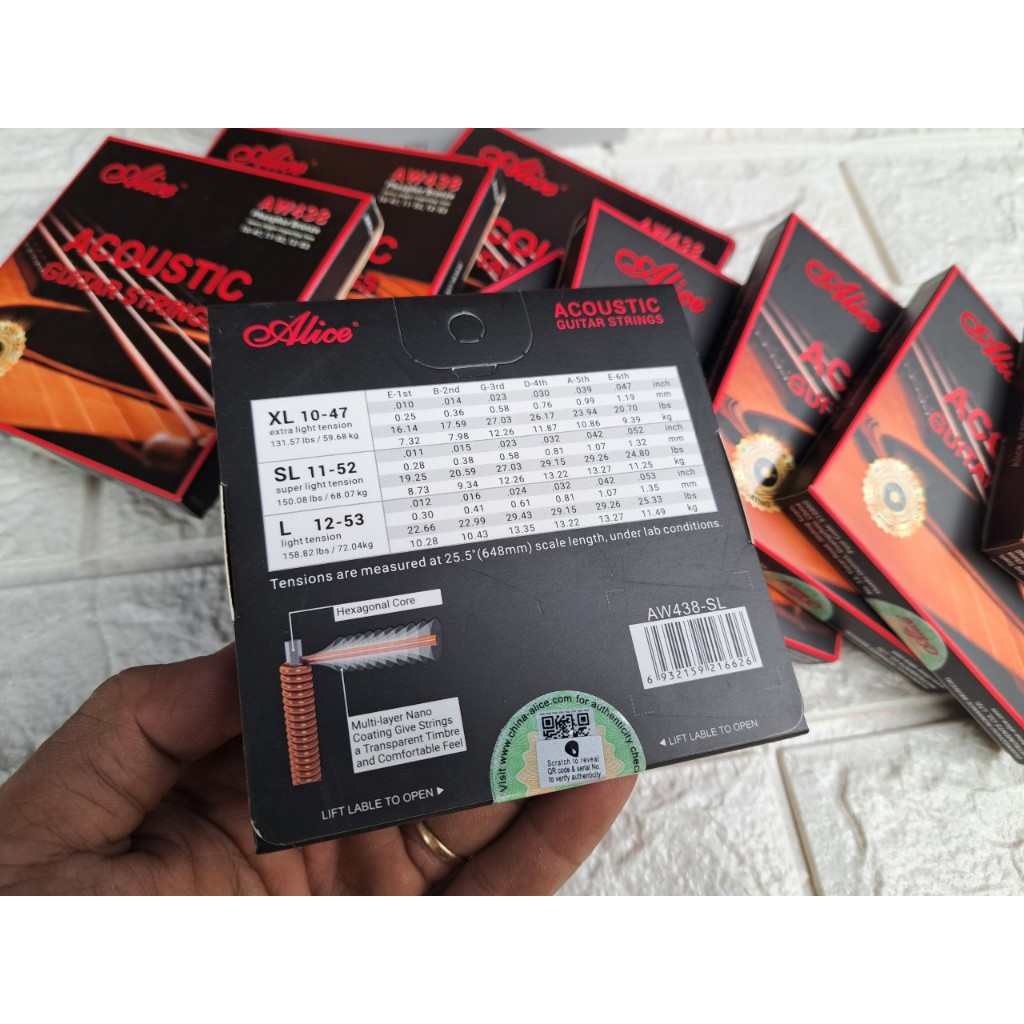 Alice
AW438
Phosphor Bronze
ACOUSTIC
GUITAR STRINGS
Alice
AW438
Phosphor Bronze
Alice
AW438
Alice
Alice
Alice
Alice®
ACOUSTIC
GUITAR STRINGS
E-1st B-2nd G-3rd D-4th A-5th E-6th
XL 10-47
extra light tension
131.57 lbs / 59.68 kg
.010 .014 .023 .030 .039 .047 inch
0.25 0.36 0.58 0.76 0.99 1.19 mm
16.14 17.59 27.03 26.17 23.94 20.70 lbs
7.32 7.98 12.26 11.87 10.86 9.39 kg
SL 11-52
super light tension
150.08 lbs / 68.07 kg
.011 .015 .023 .032 .042 .052 inch
0.28 0.38 0.58 0.81 1.07 1.32 mm
19.25 20.59 27.03 29.15 29.26 24.80 lbs
8.73 9.34 12.26 13.22 13.27 11.25 kg
L 12-53
light tension
158.82 lbs / 72.04kg
.012 .016 .024 .032 .042 .053 inch
0.30 0.41 0.61 0.81 1.07 1.35 mm
22.66 22.99 29.43 29.15 29.26 25.33 lbs
10.28 10.43 13.35 13.22 13.27 11.49 kg
Tensions are measured at 25.5"(648mm) scale length, under lab conditions.
Hexagonal Core
Multi-layer Nano
Coating Give Strings
a Transparent Timbre
and Comfortable Feel
AW438-SL
6 932159 216626
Visit www.china-alice.com for authenticity check
Scratch to reveal
QR code & serial No.
to verify authenticity
LIFT LABLE TO OPEN ▶
◀ LIFT LABLE TO OPEN